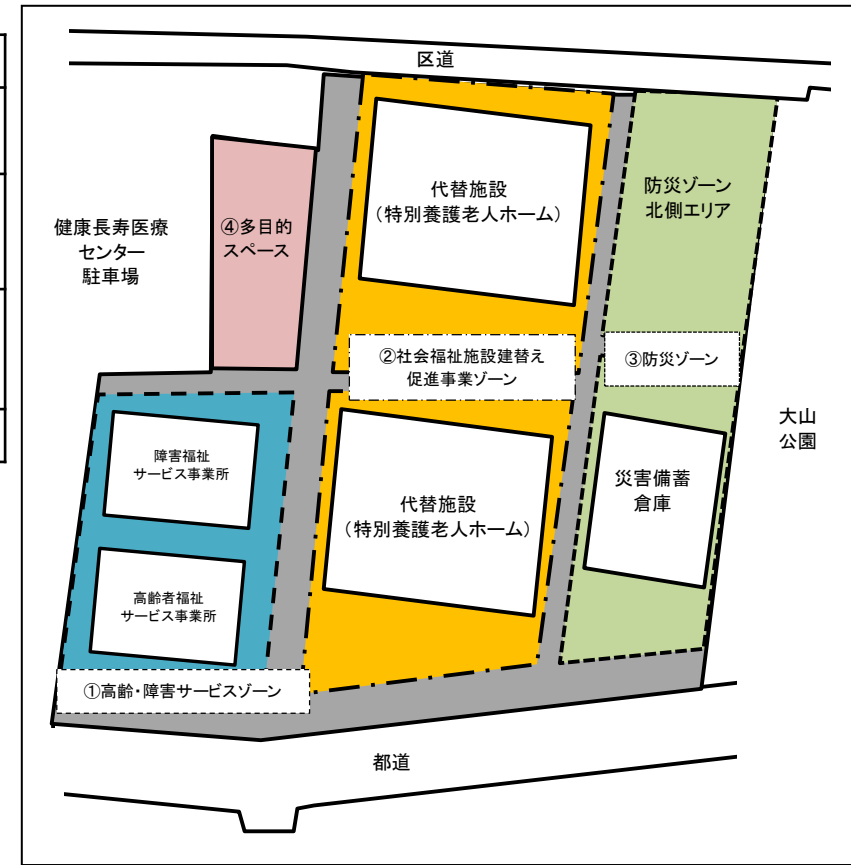 区道
代替施設
(特別養護老人ホーム)
防災ゾーン
北側エリア
健康長寿医療
センター
駐車場
④多目的
スペース
②社会福祉施設建替え
促進事業ゾーン
③防災ゾーン
大山
公園
障害福祉
サービス事業所
代替施設
(特別養護老人ホーム)
災害備蓄
倉庫
高齢者福祉
サービス事業所
①高齢・障害サービスゾーン
都道